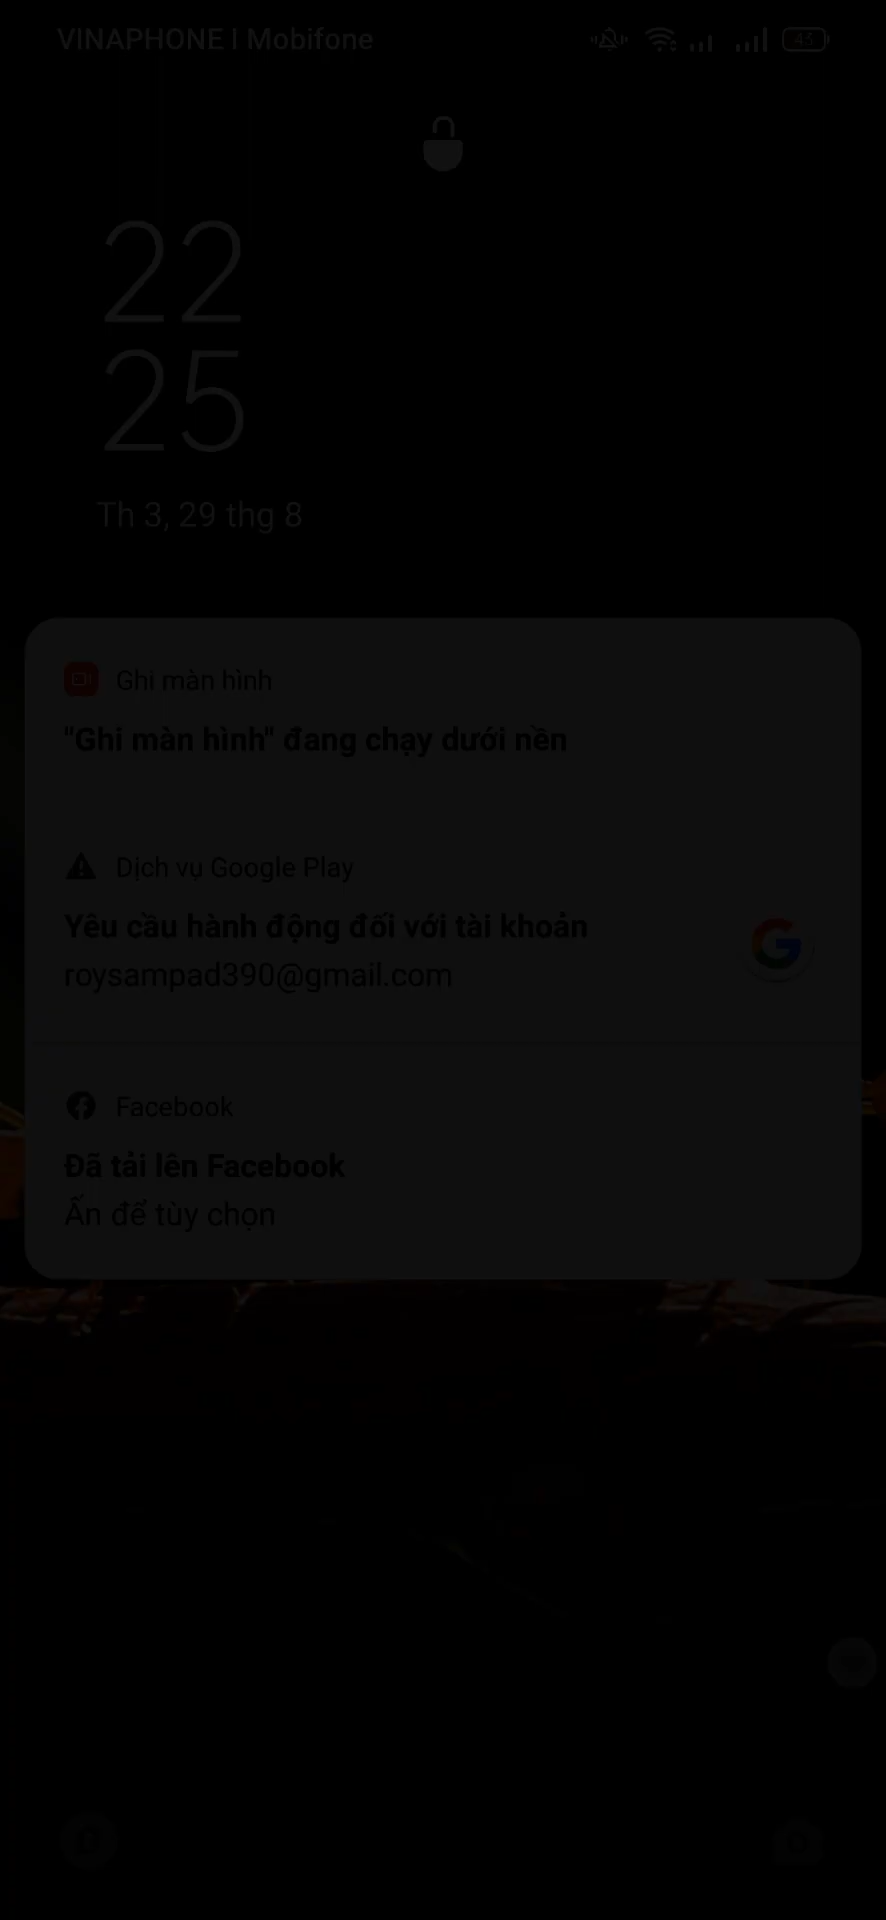 VINAPHONE | Mobifone
43
22
25
Th 3, 29 thg 8
Ghi màn hình
"Ghi màn hình" đang chạy dưới nền
Dịch vụ Google Play
Yêu cầu hành động đối với tài khoản
roysampad390@gmail.com
Facebook
Đã tải lên Facebook
Ấn để tùy chọn